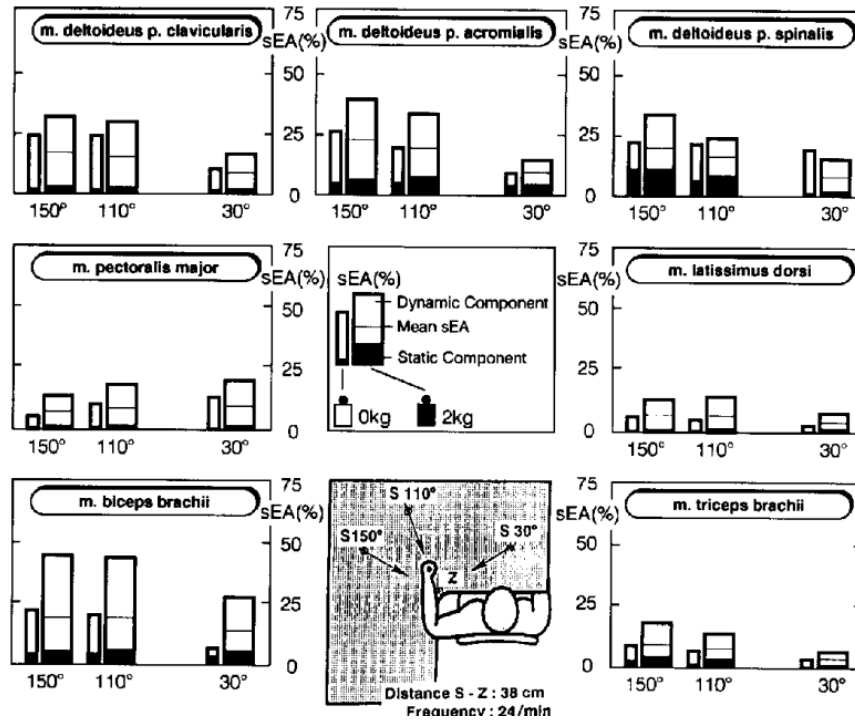 75
75
75
m. deltoideus p. clavicularis
sEA(%)
m. deltoideus p. acromialis
sEA(%)
m. deltoideus p. spinalis
50
50
50
25
25
25
0
0
0
150° 110° 30°
150° 110° 30°
150° 110° 30°
75
75
m. pectoralis major
sEA(%)
sEA(%)
sEA(%)
m. latissimus dorsi
50
Dynamic Component
Mean sEA
Static Component
50
25
25
0
0kg 2kg
0
150° 110° 30°
150° 110° 30°
75
75
m. biceps brachii
sEA(%)
S 110°
S150°
S 30°
Z
sEA(%)
m. triceps brachii
50
50
25
25
0
0
150° 110° 30°
Distance S - Z : 38 cm
Frequency : 24/min
150° 110° 30°